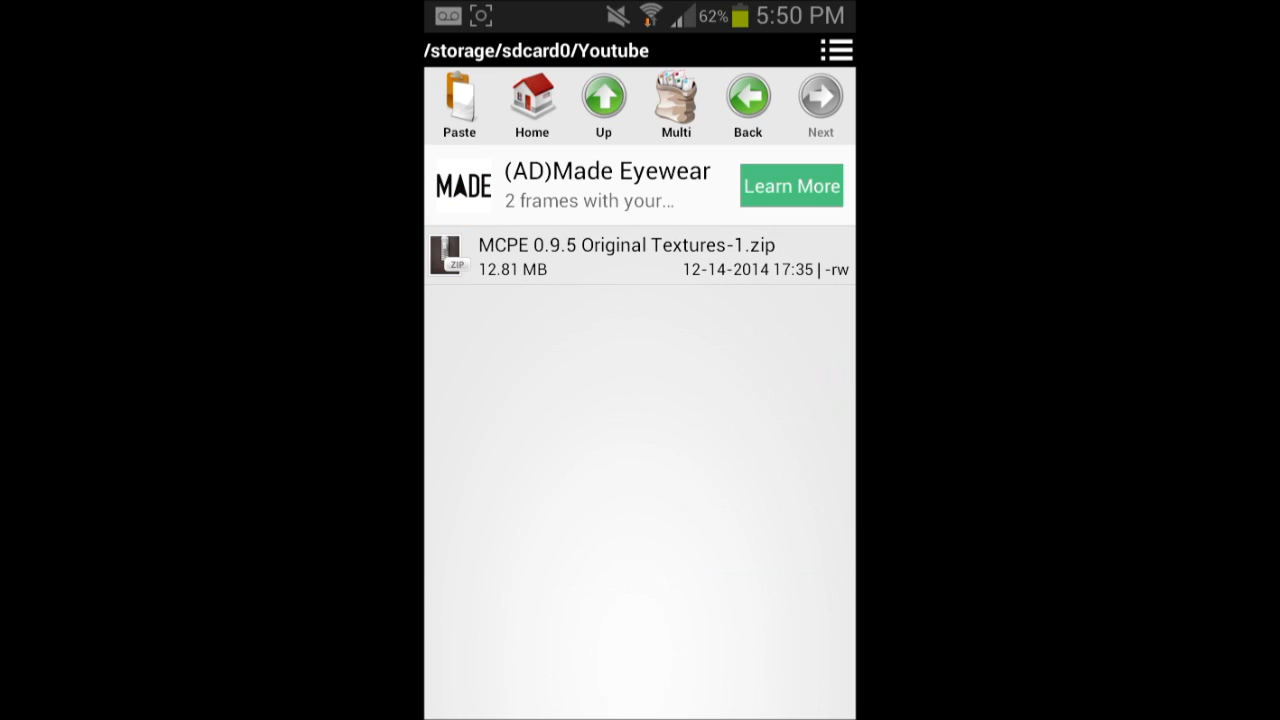 62% 5:50 PM
/storage/sdcard0/Youtube
Paste Home Up Multi Back Next
MADE (AD)Made Eyewear Learn More
2 frames with your...
MCPE 0.9.5 Original Textures-1.zip
ZIP 12.81 MB 12-14-2014 17:35 | -rw